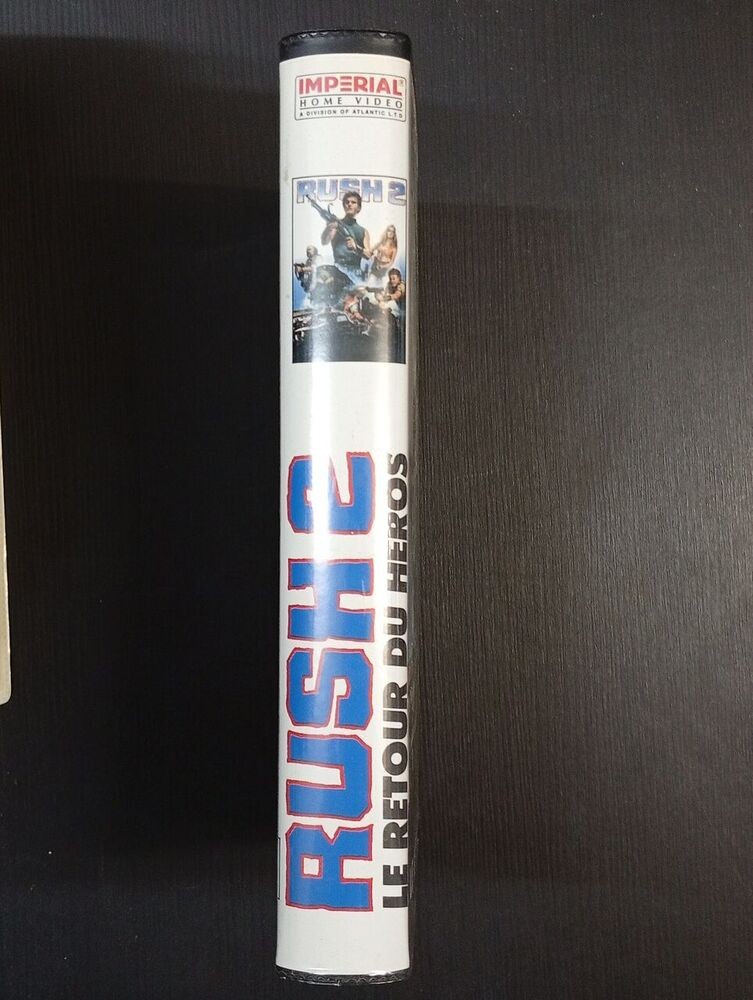 IMPERIAL®
HOME VIDEO
A DIVISION OF ATLANTIC L.T.D
RUSH 2
RUSH 2
LE RETOUR DU HEROS